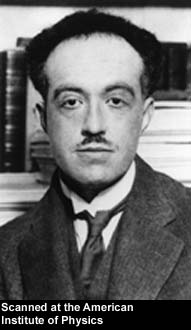 Scanned at the American
Institute of Physics